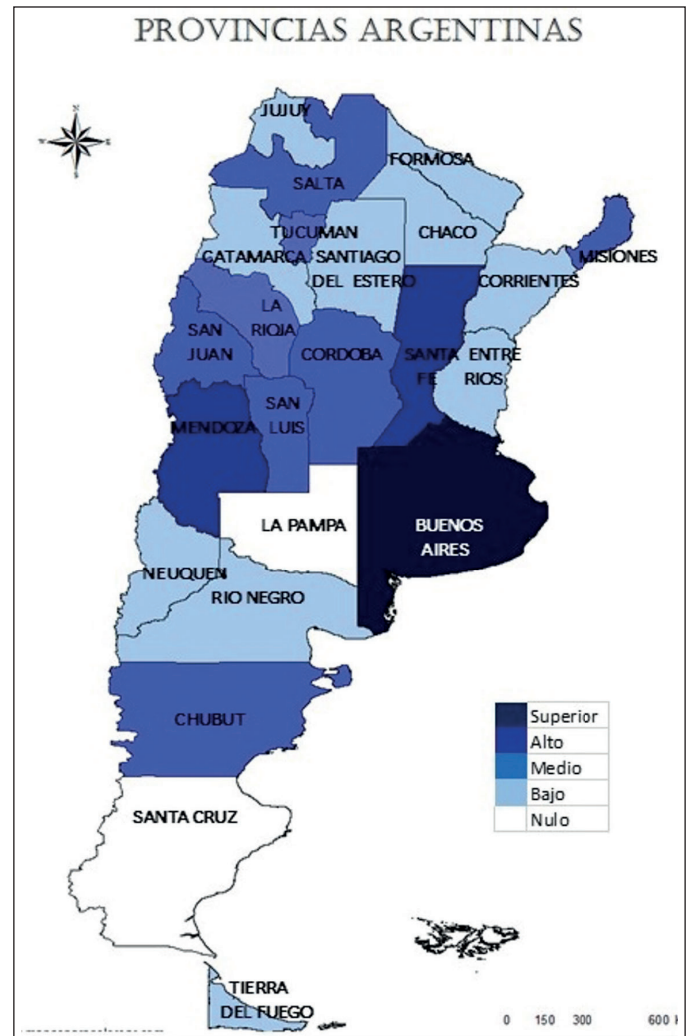 PROVINCIAS ARGENTINAS
N
JUJUY
FORMOSA
SALTA
TUCUMAN
CHACO
CATAMARCA
SANTIAGO
DEL ESTERO
MISIONES
CORRIENTES
LA
RIOJA
SAN
JUAN
CORDOBA
SANTA
FE
ENTRE
RIOS
SAN
LUIS
MENDOZA
LA PAMPA
BUENOS
AIRES
NEUQUEN
RIO NEGRO
CHUBUT
Superior
Alto
Medio
Bajo
Nulo
SANTA CRUZ
TIERRA
DEL FUEGO
0 150 300 600